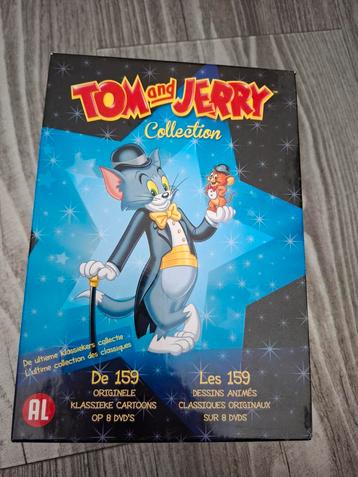 TOM and JERRY
Collection
De ultieme klassiekers collectie
L'ultime collection des classiques
De 159
ORIGINELE
KLASSIEKE CARTOONS
OP 8 DVD'S
Les 159
DESSINS ANIMÉS
CLASSIQUES ORIGINAUX
SUR 8 DVDS
AL